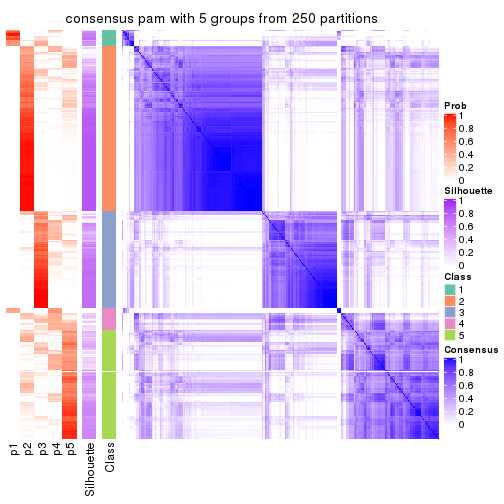 consensus pam with 5 groups from 250 partitions
Prob
1
0.8
0.6
0.4
0.2
0
Silhouette
1
0.8
0.6
0.4
0.2
0
Class
1
2
3
4
5
Consensus
1
0.8
0.6
0.4
0.2
0
p1
p2
p3
p4
p5
Silhouette
Class